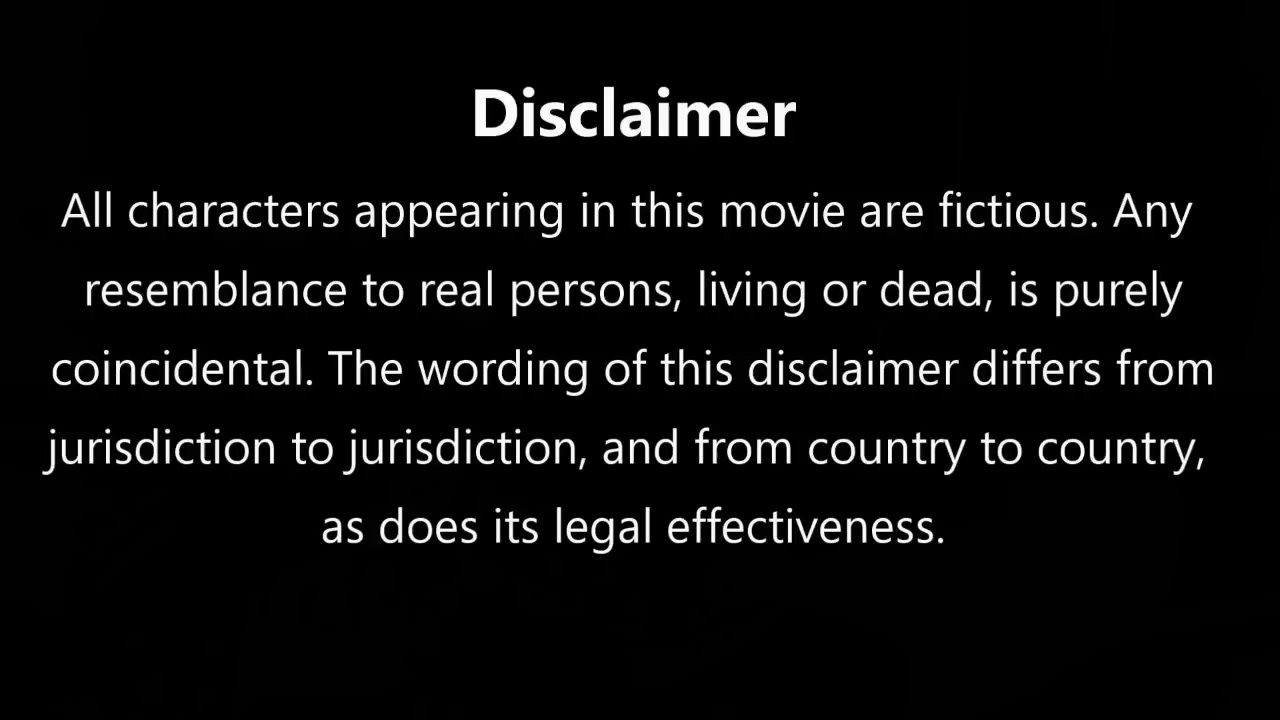 Disclaimer
All characters appearing in this movie are fictious. Any
resemblance to real persons, living or dead, is purely
coincidental. The wording of this disclaimer differs from
jurisdiction to jurisdiction, and from country to country,
as does its legal effectiveness.